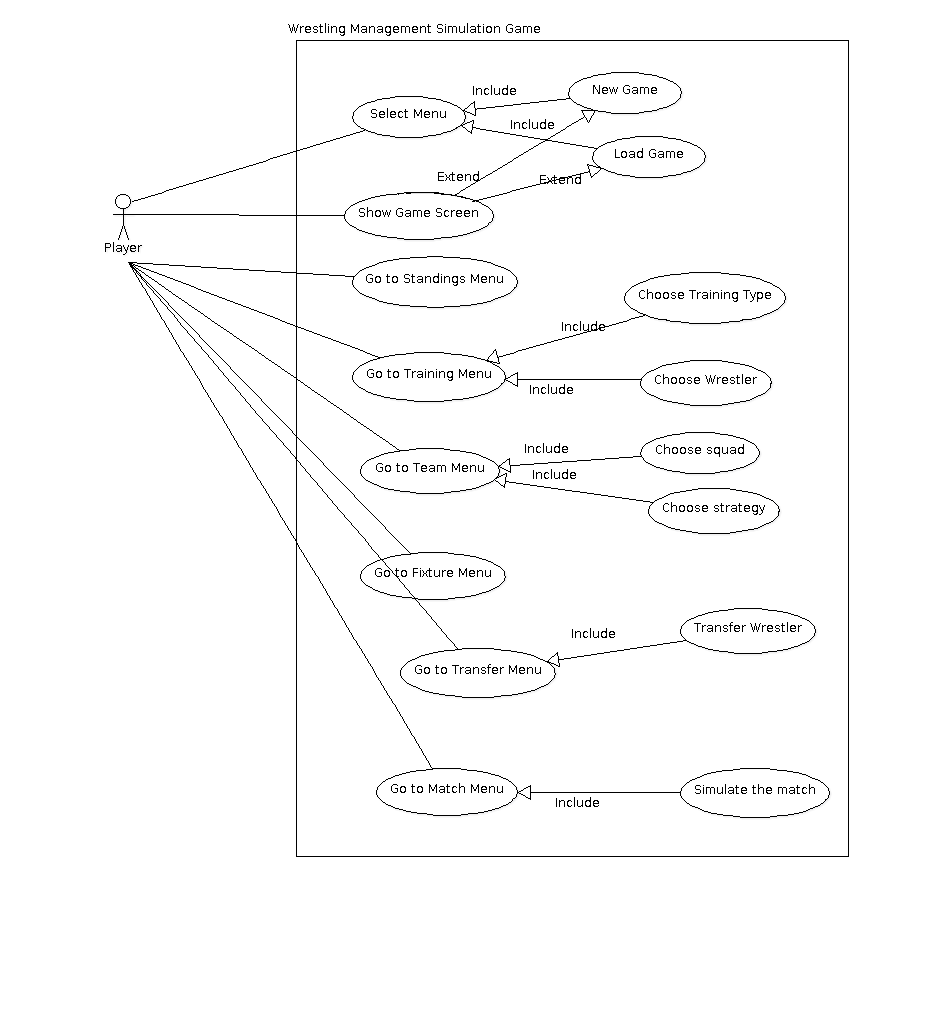 Wrestling Management Simulation Game
Include
New Game
Select Menu
Include
Load Game
Extend
Extend
Show Game Screen
Player
Go to Standings Menu
Choose Training Type
Include
Go to Training Menu
Choose Wrestler
Include
Include
Choose squad
Go to Team Menu
Include
Choose strategy
Go to Fixture Menu
Include
Transfer Wrestler
Go to Transfer Menu
Go to Match Menu
Simulate the match
Include